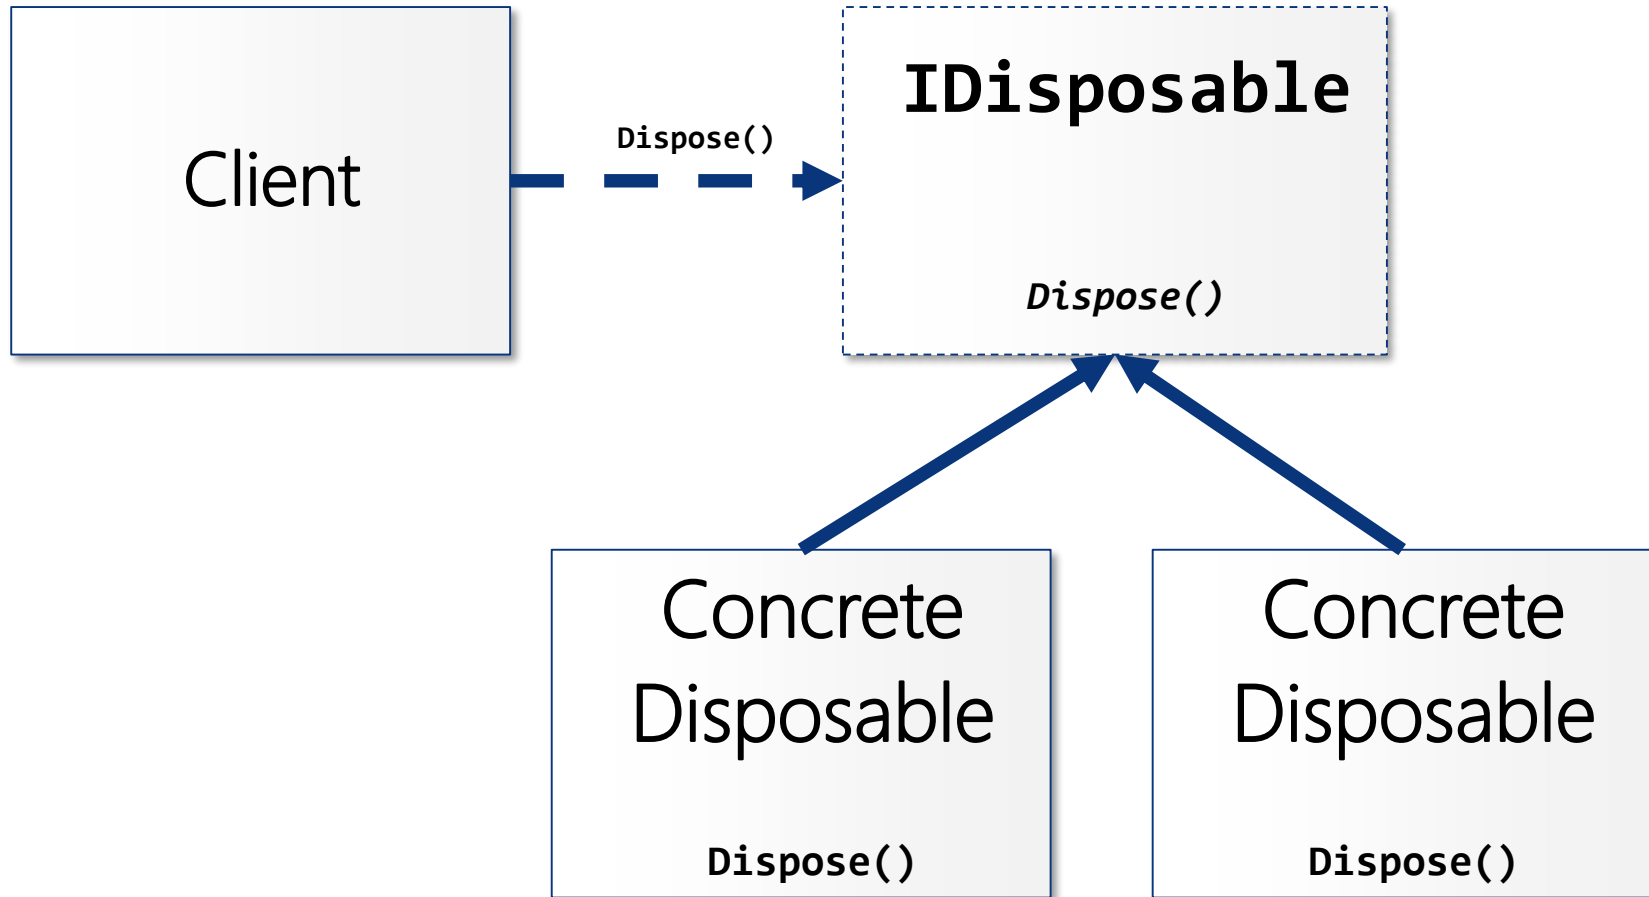 Client
Dispose()
IDisposable
Dispose()
Concrete
Disposable
Dispose()
Concrete
Disposable
Dispose()